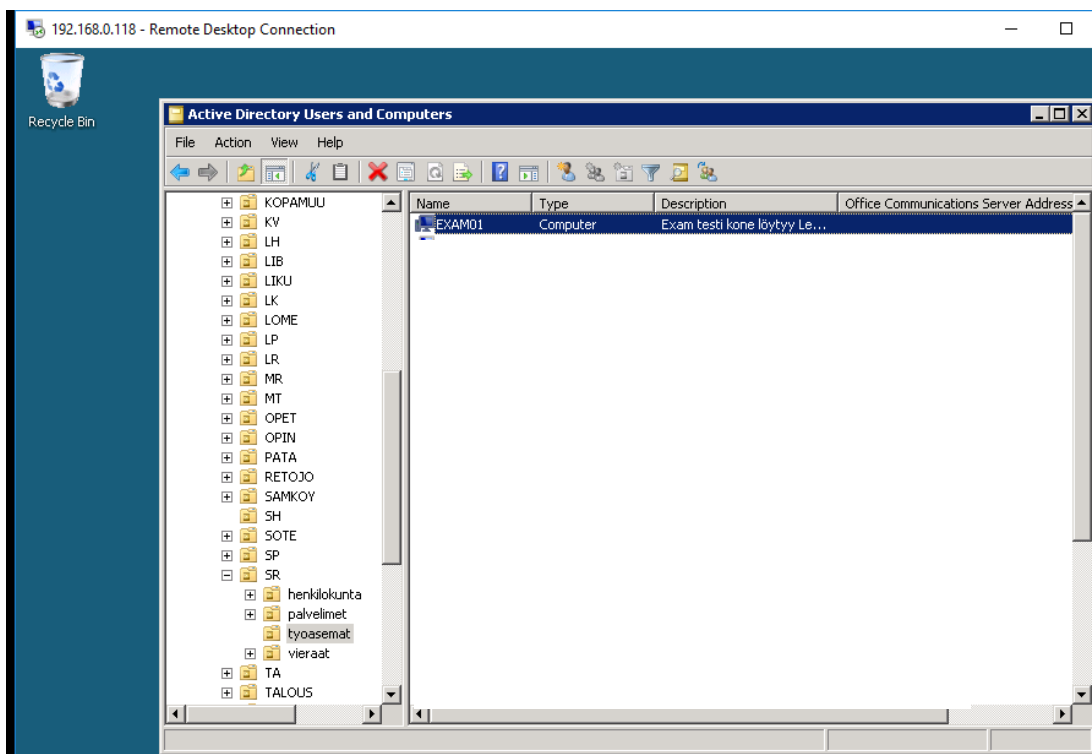 192.168.0.118 - Remote Desktop Connection
Recycle Bin
Active Directory Users and Computers
File Action View Help
KOPAMUU
KV
LH
LIB
LIKU
LK
LOME
LP
LR
MR
MT
OPET
OPIN
PATA
RETOJO
SAMKOY
SH
SOTE
SP
SR
henkilokunta
palvelimet
tyoasemat
vieraat
TA
TALOUS
Name Type Description Office Communications Server Address
EXAM01 Computer Exam testi kone löytyy Le...